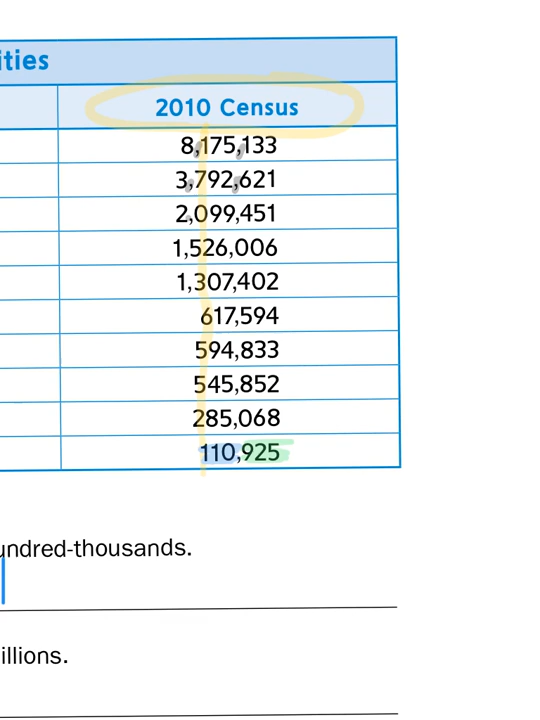 ities
2010 Census
8,175,133
3,792,621
2,099,451
1,526,006
1,307,402
617,594
594,833
545,852
285,068
110,925
undred-thousands.
illions.